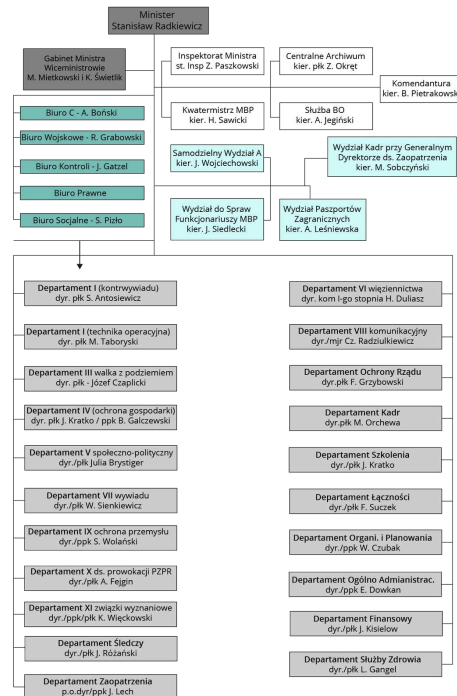 Minister
Stanisław Radkiewicz
Gabinet Ministra
Wiceministrowie
M. Mietkowski i K. Świetlik
Inspektorat Ministra
st. Insp Z. Paszkowski
Centralne Archiwum
kier. płk Z. Okręt
Komendantura
kier. B. Pietrakowsk
Kwatermistrz MBP
kier. H. Sawicki
Służba BO
kier. A. Jegiński
Biuro C - A. Boński
Biuro Wojskowe - R. Grabowski
Biuro Kontroli - J. Gatzel
Biuro Prawne
Biuro Socjalne - S. Pizło
Samodzielny Wydział A
kier. J. Wojciechowski
Wydział Kadr przy Generalnym
Dyrektorze ds. Zaopatrzenia
kier. M. Sobczyński
Wydział do Spraw
Funkcjonariuszy MBP
kier. J. Siedlecki
Wydział Paszportów
Zagranicznych
kier. A. Leśniewska
Departament I (kontrwywiadu)
dyr. płk S. Antosiewicz
Departament I (technika operacyjna)
dyr. płk M. Taboryski
Departament III walka z podziemiem
dyr. płk - Józef Czaplicki
Departament IV (ochrona gospodarki)
dyr. płk J. Kratko / ppk B. Galczewski
Departament V społeczno-polityczny
dyr./płk Julia Brystiger
Departament VII wywiadu
dyr./płk W. Sienkiewicz
Departament IX ochrona przemysłu
dyr./ppk S. Wolański
Departament X ds. prowokacji PZPR
dyr./płk A. Fejgin
Departament XI związki wyznaniowe
dyr./ppk/płk K. Więckowski
Departament Śledczy
dyr./płk J. Różański
Departament Zaopatrzenia
p.o.dyr/ppk J. Lech
Departament VI więziennictwa
dyr. kom I-go stopnia H. Duliasz
Departament VIII komunikacyjny
dyr./mjr Cz. Radziulkiewicz
Departament Ochrony Rządu
dyr.płk F. Grzybowski
Departament Kadr
dyr.płk M. Orchewa
Departament Szkolenia
dyr./płk J. Kratko
Departament Łączności
dyr./płk F. Suczek
Departament Organi. i Planowania
dyr./ppk W. Czubak
Departament Ogólno Admianistrac.
dyr./ppk E. Dowkan
Departament Finansowy
dyr./płk J. Kisielow
Departament Służby Zdrowia
dyr./płk L. Gangel